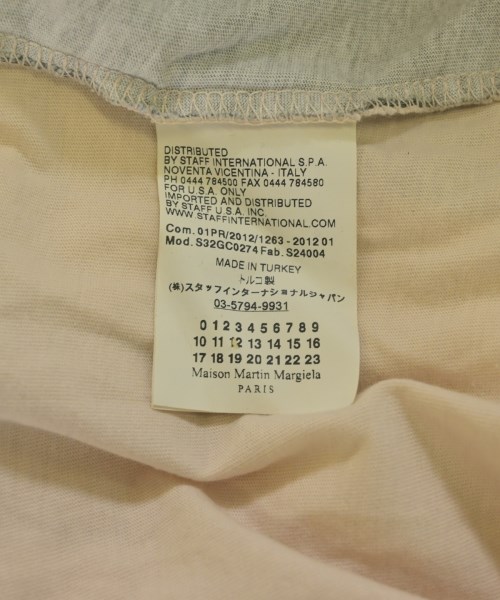 DISTRIBUTED
BY STAFF INTERNATIONAL S.P.A.
NOVENTA VICENTINA - ITALY
PH 0444 784500 FAX 0444 784580
FOR U.S.A. ONLY
IMPORTED AND DISTRIBUTED
BY STAFF U.S.A. INC.
WWW.STAFFINTERNATIONAL.COM
Com. 01PR/2012/1263 - 2012 01
Mod. S32GC0274 Fab. S24004
MADE IN TURKEY
トルコ製
(株)スタッフインターナショナルジャパン
03-5794-9931
0 1 2 3 4 5 6 7 8 9
10 11 12 13 14 15 16
17 18 19 20 21 22 23
Maison Martin Margiela
PARIS